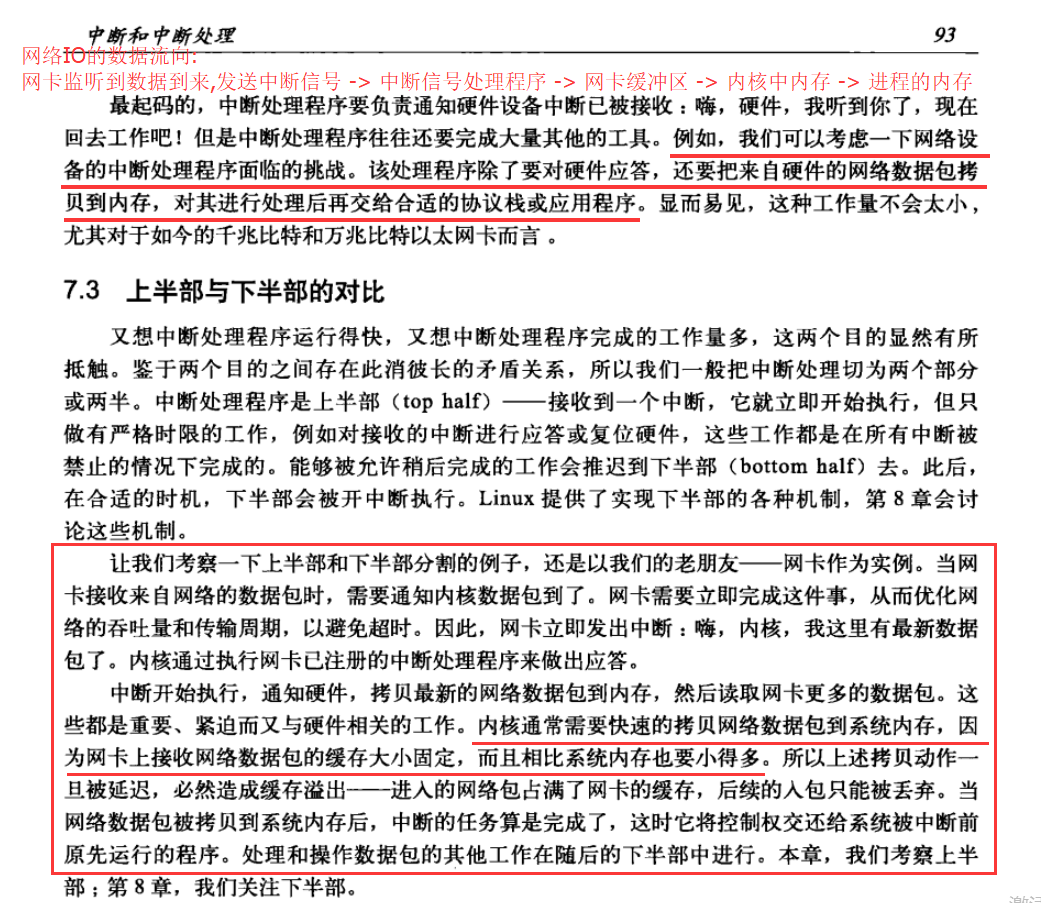 中断和中断处理 93
网络IO的数据流向:
网卡监听到数据到来,发送中断信号 -> 中断信号处理程序 -> 网卡缓冲区 -> 内核中内存 -> 进程的内存
最起码的，中断处理程序要负责通知硬件设备中断已被接收：嗨，硬件，我听到你了，现在
回去工作吧！但是中断处理程序往往还要完成大量其他的工具。例如，我们可以考虑一下网络设
备的中断处理程序面临的挑战。该处理程序除了要对硬件应答，还要把来自硬件的网络数据包拷
贝到内存，对其进行处理后再交给合适的协议栈或应用程序。显而易见，这种工作量不会太小，
尤其对于如今的千兆比特和万兆比特以太网卡而言。
7.3 上半部与下半部的对比
又想中断处理程序运行得快，又想中断处理程序完成的工作量多，这两个目的显然有所
抵触。鉴于两个目的之间存在此消彼长的矛盾关系，所以我们一般把中断处理切为两个部分
或两半。中断处理程序是上半部（top half）——接收到一个中断，它就立即开始执行，但只
做有严格时限的工作，例如对接收的中断进行应答或复位硬件，这些工作都是在所有中断被
禁止的情况下完成的。能够被允许稍后完成的工作会推迟到下半部（bottom half）去。此后，
在合适的时机，下半部会被开中断执行。Linux 提供了实现下半部的各种机制，第 8 章会讨
论这些机制。
让我们考察一下上半部和下半部分割的例子，还是以我们的老朋友——网卡作为实例。当网
卡接收来自网络的数据包时，需要通知内核数据包到了。网卡需要立即完成这件事，从而优化网
络的吞吐量和传输周期，以避免超时。因此，网卡立即发出中断：嗨，内核，我这里有最新数据
包了。内核通过执行网卡已注册的中断处理程序来做出应答。
中断开始执行，通知硬件，拷贝最新的网络数据包到内存，然后读取网卡更多的数据包。这
些都是重要、紧迫而又与硬件相关的工作。内核通常需要快速的拷贝网络数据包到系统内存，因
为网卡上接收网络数据包的缓存大小固定，而且相比系统内存也要小得多。所以上述拷贝动作一
旦被延迟，必然造成缓存溢出——进入的网络包占满了网卡的缓存，后续的入包只能被丢弃。当
网络数据包被拷贝到系统内存后，中断的任务算是完成了，这时它将控制权交还给系统被中断前
原先运行的程序。处理和操作数据包的其他工作在随后的下半部中进行。本章，我们考察上半
部；第 8 章，我们关注下半部。